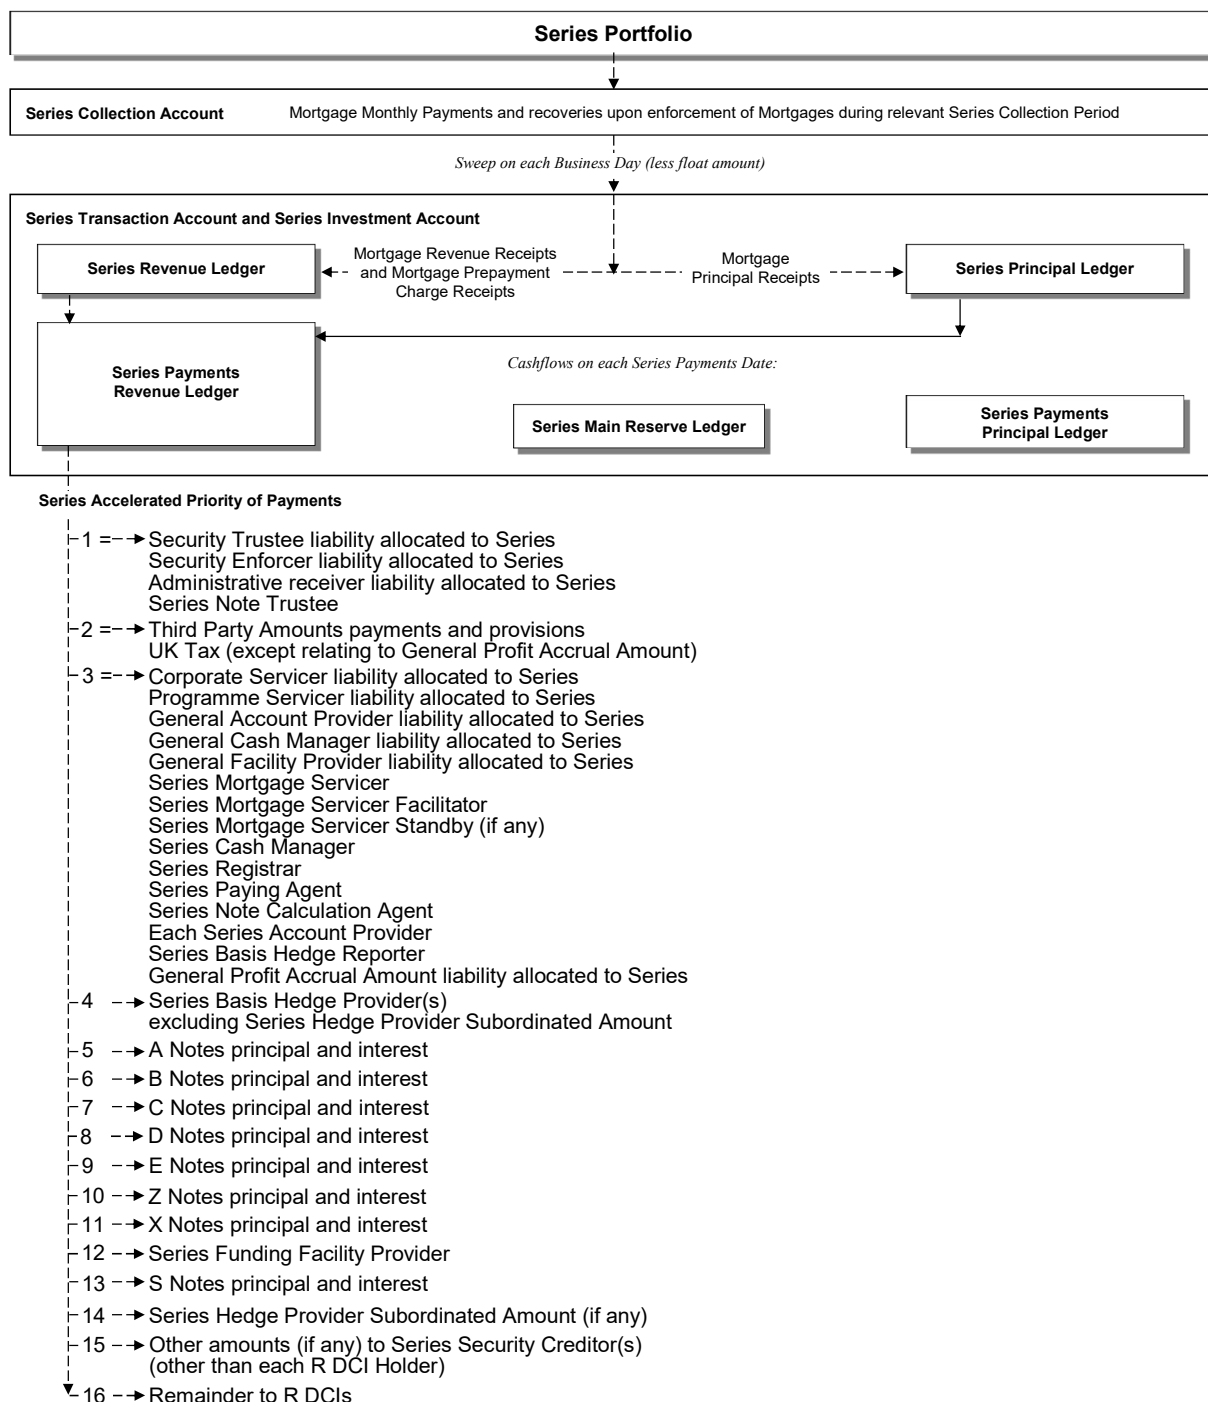 Series Portfolio
Series Collection Account Mortgage Monthly Payments and recoveries upon enforcement of Mortgages during relevant Series Collection Period
Sweep on each Business Day (less float amount)
Series Transaction Account and Series Investment Account
Series Revenue Ledger
Mortgage Revenue Receipts
and Mortgage Prepayment
Charge Receipts
Mortgage
Principal Receipts
Series Principal Ledger
Series Payments
Revenue Ledger
Cashflows on each Series Payments Date:
Series Main Reserve Ledger
Series Payments
Principal Ledger
Series Accelerated Priority of Payments
1 = Security Trustee liability allocated to Series
Security Enforcer liability allocated to Series
Administrative receiver liability allocated to Series
Series Note Trustee
2 = Third Party Amounts payments and provisions
UK Tax (except relating to General Profit Accrual Amount)
3 = Corporate Servicer liability allocated to Series
Programme Servicer liability allocated to Series
General Account Provider liability allocated to Series
General Cash Manager liability allocated to Series
General Facility Provider liability allocated to Series
Series Mortgage Servicer
Series Mortgage Servicer Facilitator
Series Mortgage Servicer Standby (if any)
Series Cash Manager
Series Registrar
Series Paying Agent
Series Note Calculation Agent
Each Series Account Provider
Series Basis Hedge Reporter
General Profit Accrual Amount liability allocated to Series
4 Series Basis Hedge Provider(s)
excluding Series Hedge Provider Subordinated Amount
5 A Notes principal and interest
6 B Notes principal and interest
7 C Notes principal and interest
8 D Notes principal and interest
9 E Notes principal and interest
10 Z Notes principal and interest
11 X Notes principal and interest
12 Series Funding Facility Provider
13 S Notes principal and interest
14 Series Hedge Provider Subordinated Amount (if any)
15 Other amounts (if any) to Series Security Creditor(s)
(other than each R DCI Holder)
16 Remainder to R DCIs